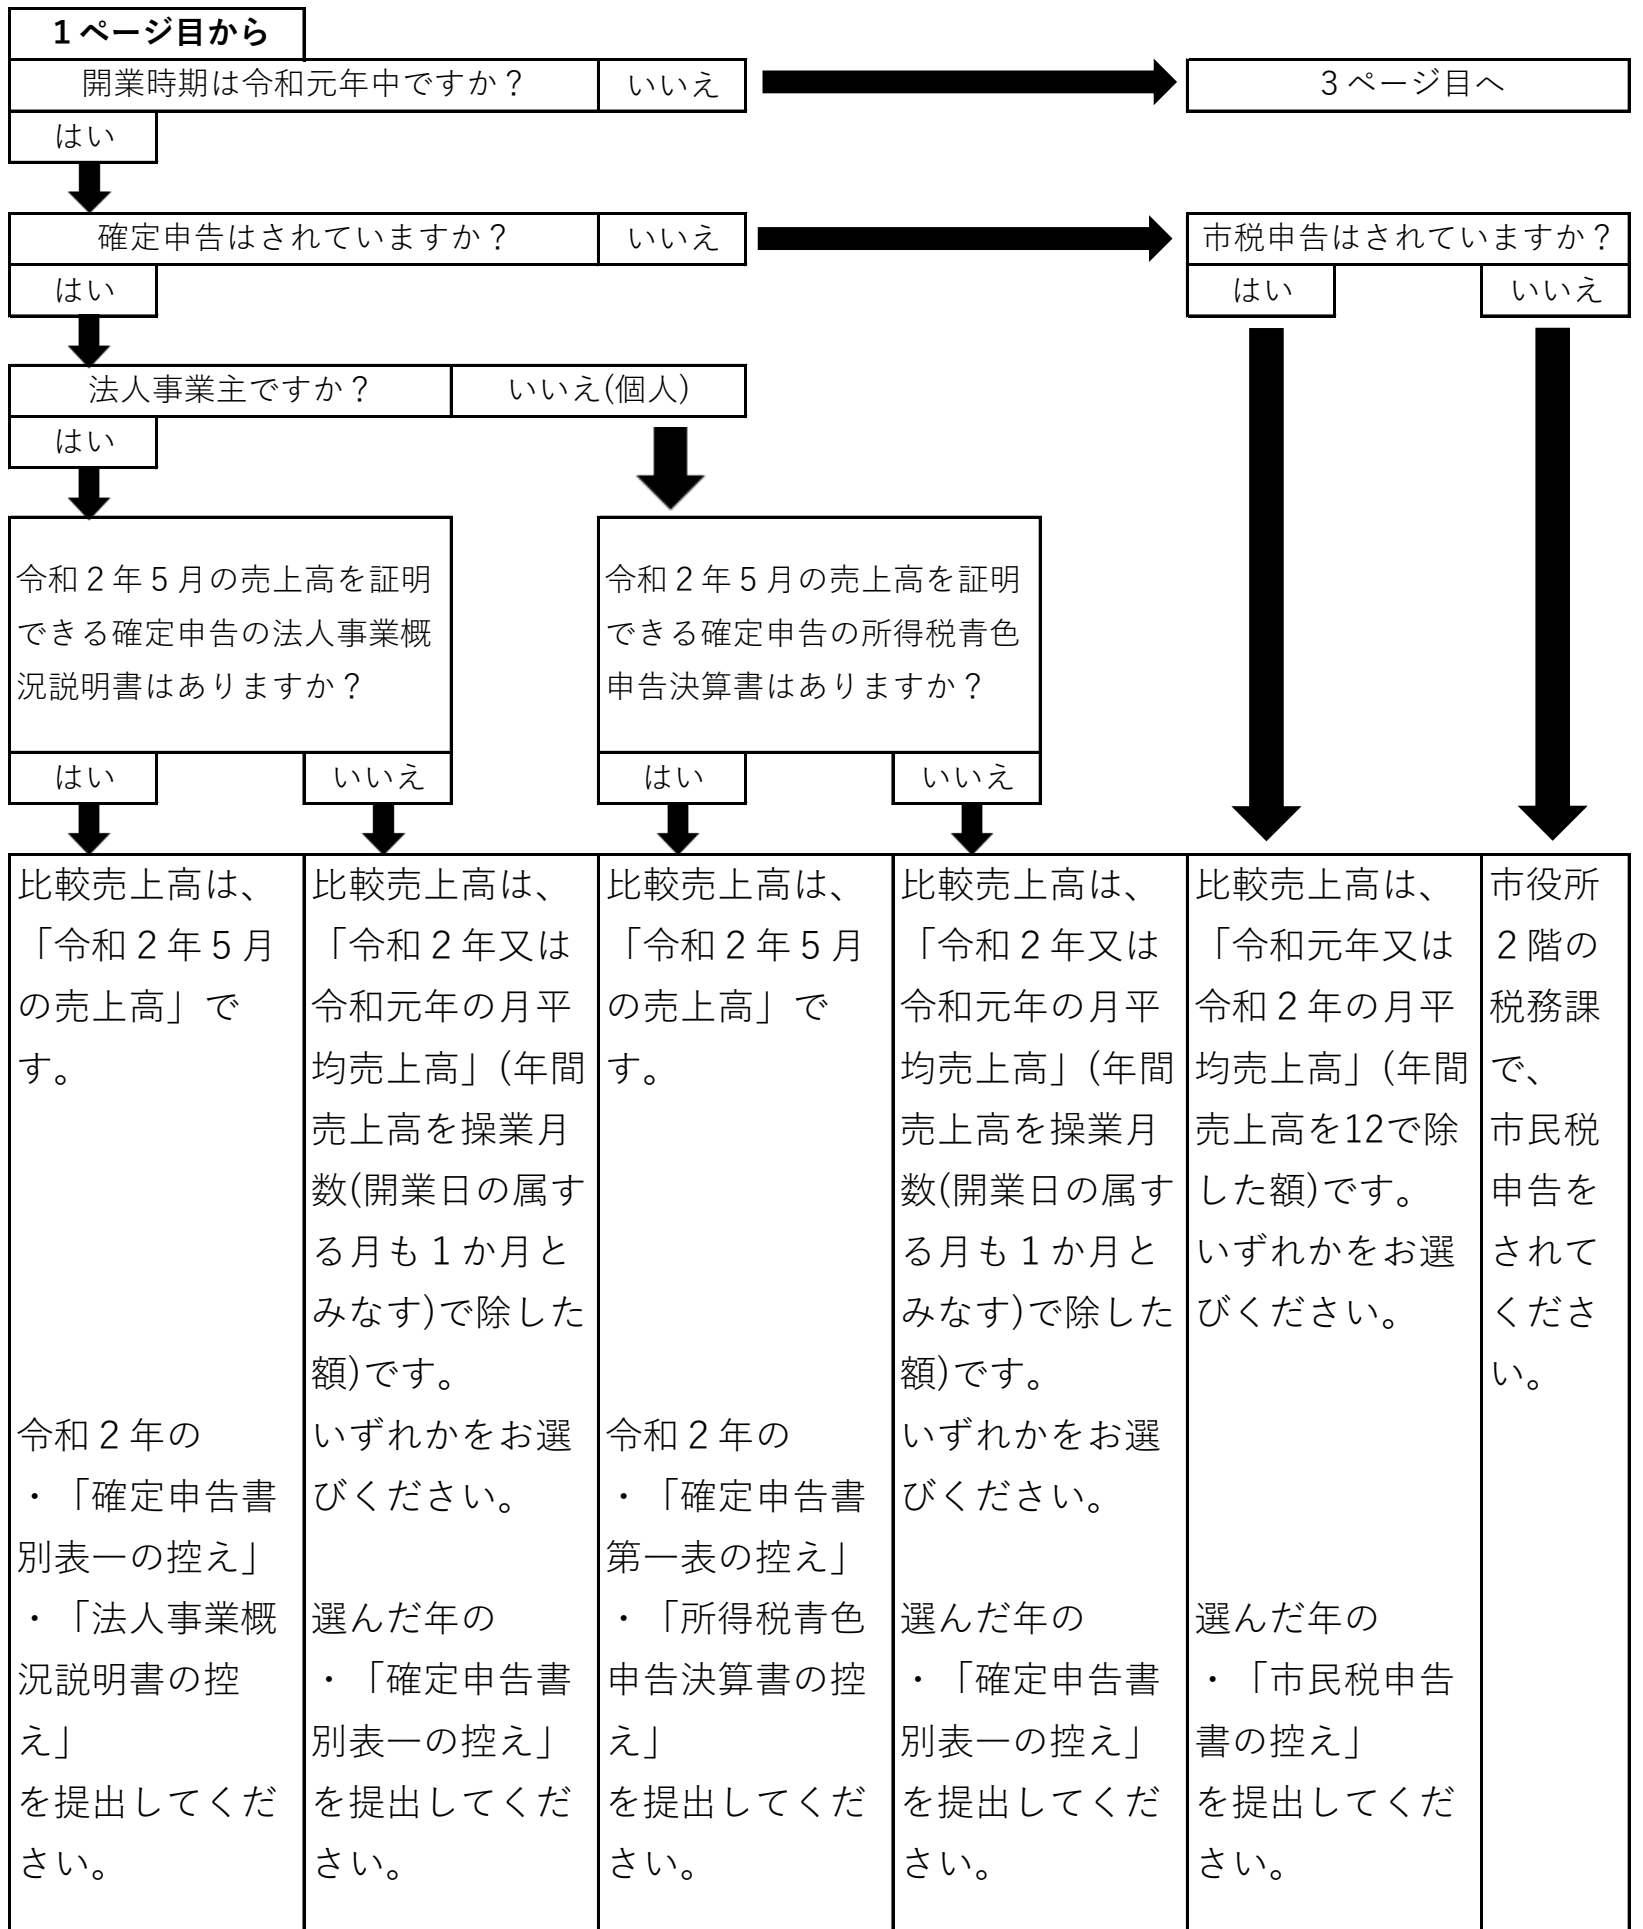 １ページ目から
開業時期は令和元年中ですか？
いいえ
３ページ目へ
はい
確定申告はされていますか？
いいえ
市税申告はされていますか？
はい
はい
いいえ
法人事業主ですか？
いいえ(個人)
はい
令和２年５月の売上高を証明
できる確定申告の法人事業概
況説明書はありますか？
令和２年５月の売上高を証明
できる確定申告の所得税青色
申告決算書はありますか？
はい
いいえ
はい
いいえ
比較売上高は、
「令和２年５月
の売上高」で
す。
令和２年の
・「確定申告書
別表一の控え」
・「法人事業概
況説明書の控
え」
を提出してくだ
さい。
比較売上高は、
「令和２年又は
令和元年の月平
均売上高」(年間
売上高を操業月
数(開業日の属す
る月も１か月と
みなす)で除した
額)です。
いずれかをお選
びください。
選んだ年の
・「確定申告書
別表一の控え」
を提出してくだ
さい。
比較売上高は、
「令和２年５月
の売上高」で
す。
令和２年の
・「確定申告書
第一表の控え」
・「所得税青色
申告決算書の控
え」
を提出してくだ
さい。
比較売上高は、
「令和２年又は
令和元年の月平
均売上高」(年間
売上高を操業月
数(開業日の属す
る月も１か月と
みなす)で除した
額)です。
いずれかをお選
びください。
選んだ年の
・「確定申告書
別表一の控え」
を提出してくだ
さい。
比較売上高は、
「令和元年又は
令和２年の月平
均売上高」(年間
売上高を12で除
した額)です。
いずれかをお選
びください。
選んだ年の
・「市民税申告
書の控え」
を提出してくだ
さい。
市役所
２階の
税務課
で、
市民税
申告を
されて
くださ
い。